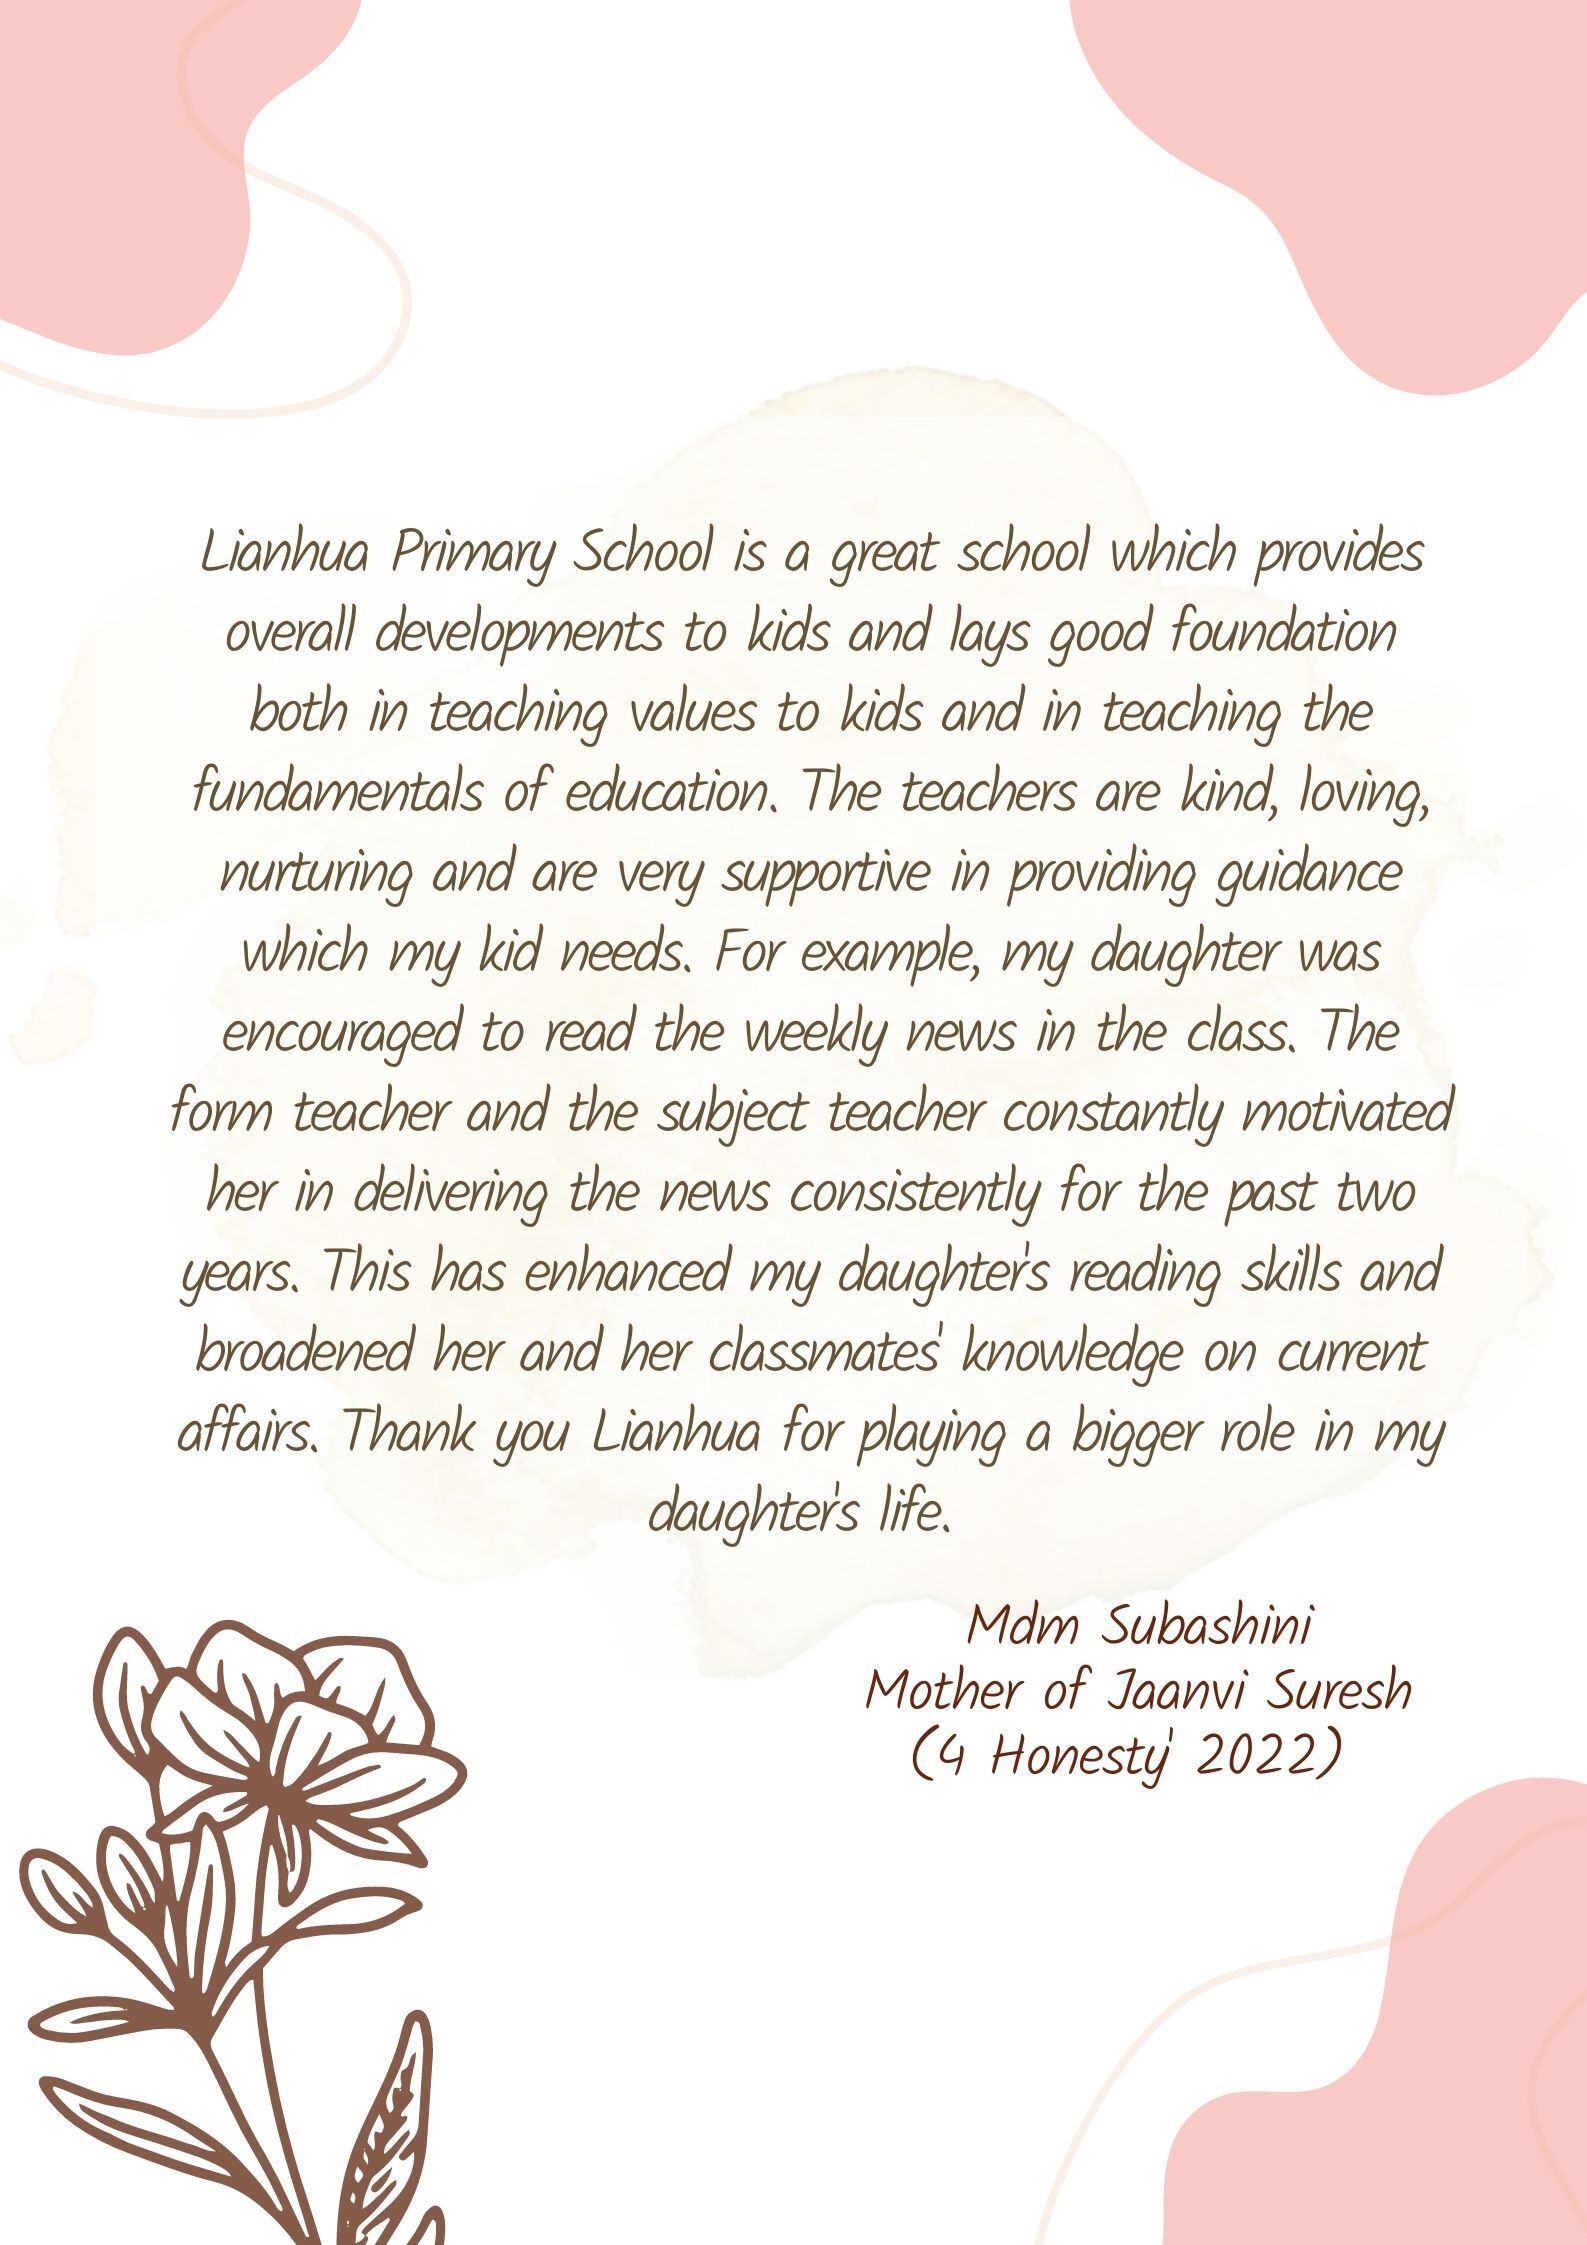 Lianhua Primary School is a great school which provides
overall developments to kids and lays good foundation
both in teaching values to kids and in teaching the
fundamentals of education. The teachers are kind, loving,
nurturing and are very supportive in providing guidance
which my kid needs. For example, my daughter was
encouraged to read the weekly news in the class. The
form teacher and the subject teacher constantly motivated
her in delivering the news consistently for the past two
years. This has enhanced my daughter's reading skills and
broadened her and her classmates' knowledge on current
affairs. Thank you Lianhua for playing a bigger role in my
daughter's life.
Mdm Subashini
Mother of Jaanvi Suresh
(4 Honesty' 2022)